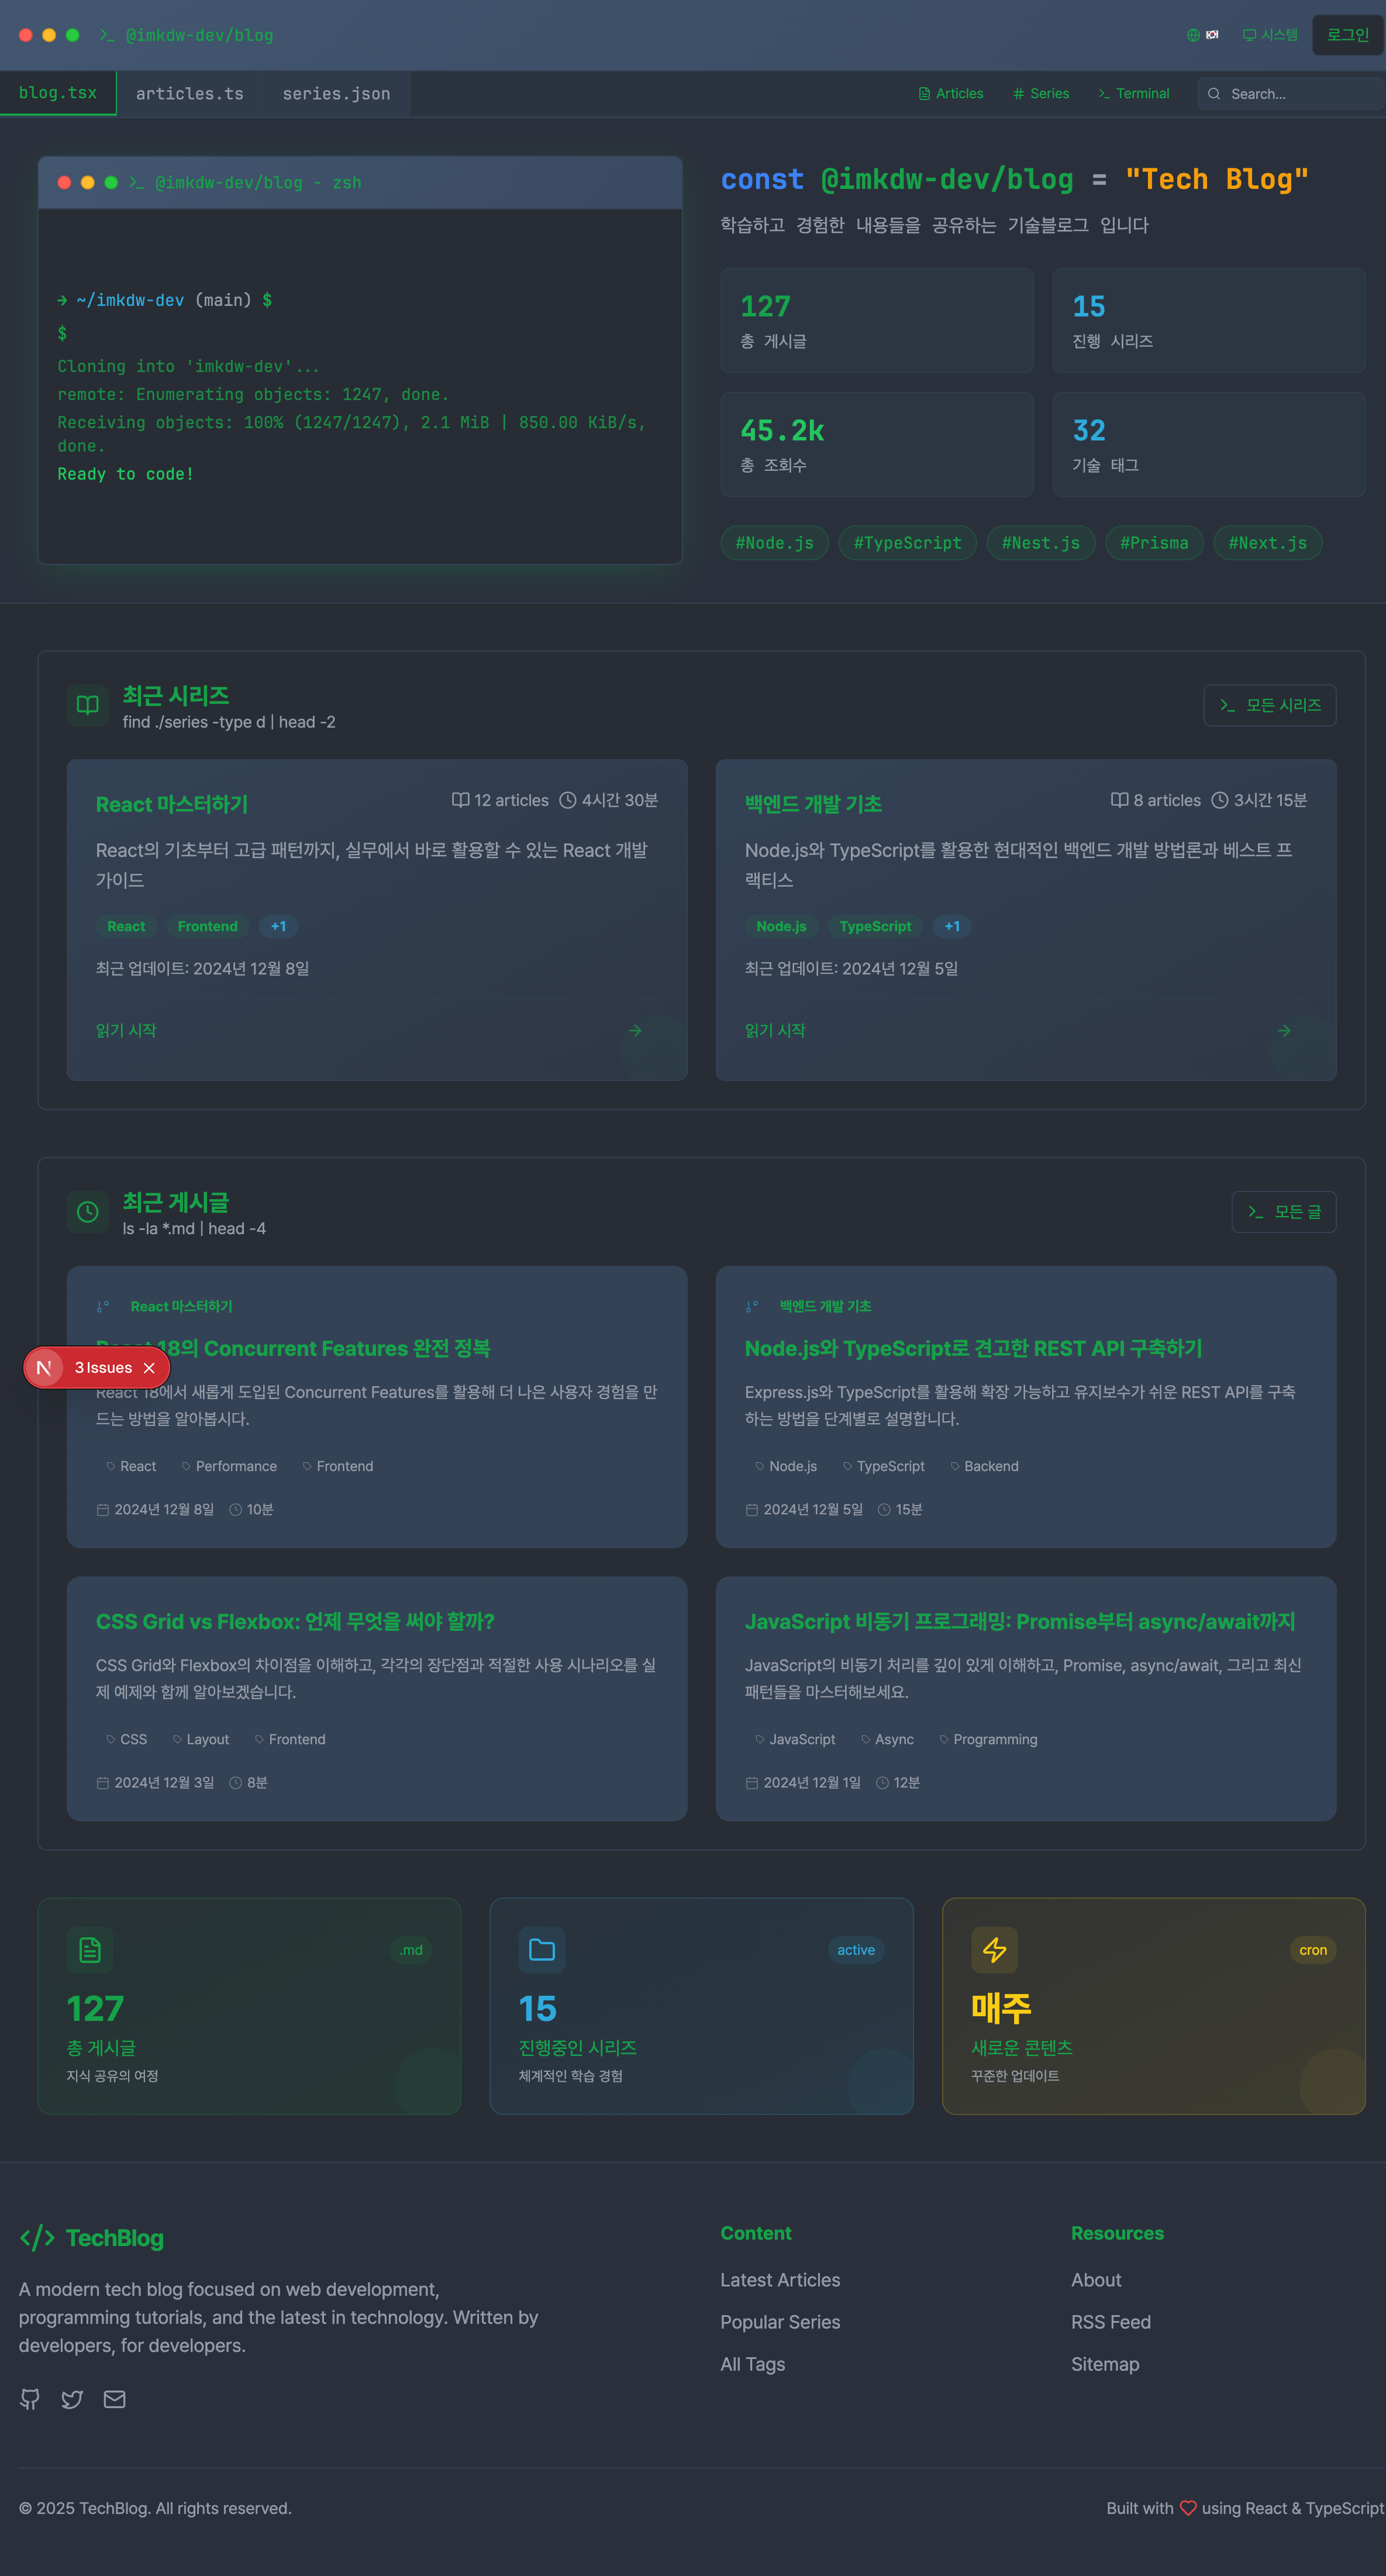 @imkdw-dev/blog
시스템
로그인
blog.tsx
articles.ts
series.json
Articles
Series
Terminal
Search...
@imkdw-dev/blog - zsh
→ ~/imkdw-dev (main) $
$
Cloning into 'imkdw-dev'...
remote: Enumerating objects: 1247, done.
Receiving objects: 100% (1247/1247), 2.1 MiB | 850.00 KiB/s,
done.
Ready to code!
const @imkdw-dev/blog = "Tech Blog"
학습하고 경험한 내용들을 공유하는 기술블로그 입니다
127
총 게시글
15
진행 시리즈
45.2k
총 조회수
32
기술 태그
#Node.js
#TypeScript
#Nest.js
#Prisma
#Next.js
최근 시리즈
find ./series -type d | head -2
모든 시리즈
React 마스터하기
12 articles
4시간 30분
React의 기초부터 고급 패턴까지, 실무에서 바로 활용할 수 있는 React 개발
가이드
React
Frontend
+1
최근 업데이트: 2024년 12월 8일
읽기 시작
백엔드 개발 기초
8 articles
3시간 15분
Node.js와 TypeScript를 활용한 현대적인 백엔드 개발 방법론과 베스트 프
랙티스
Node.js
TypeScript
+1
최근 업데이트: 2024년 12월 5일
읽기 시작
최근 게시글
ls -la *.md | head -4
모든 글
React 마스터하기
React 18의 Concurrent Features 완전 정복
3 Issues
React 18에서 새롭게 도입된 Concurrent Features를 활용해 더 나은 사용자 경험을 만
드는 방법을 알아봅시다.
React
Performance
Frontend
2024년 12월 8일
10분
백엔드 개발 기초
Node.js와 TypeScript로 견고한 REST API 구축하기
Express.js와 TypeScript를 활용해 확장 가능하고 유지보수가 쉬운 REST API를 구축
하는 방법을 단계별로 설명합니다.
Node.js
TypeScript
Backend
2024년 12월 5일
15분
CSS Grid vs Flexbox: 언제 무엇을 써야 할까?
CSS Grid와 Flexbox의 차이점을 이해하고, 각각의 장단점과 적절한 사용 시나리오를 실
제 예제와 함께 알아보겠습니다.
CSS
Layout
Frontend
2024년 12월 3일
8분
JavaScript 비동기 프로그래밍: Promise부터 async/await까지
JavaScript의 비동기 처리를 깊이 있게 이해하고, Promise, async/await, 그리고 최신
패턴들을 마스터해보세요.
JavaScript
Async
Programming
2024년 12월 1일
12분
.md
127
총 게시글
지식 공유의 여정
active
15
진행중인 시리즈
체계적인 학습 경험
cron
매주
새로운 콘텐츠
꾸준한 업데이트
TechBlog
A modern tech blog focused on web development,
programming tutorials, and the latest in technology. Written by
developers, for developers.
Content
Latest Articles
Popular Series
All Tags
Resources
About
RSS Feed
Sitemap
© 2025 TechBlog. All rights reserved.
Built with
using React & TypeScript